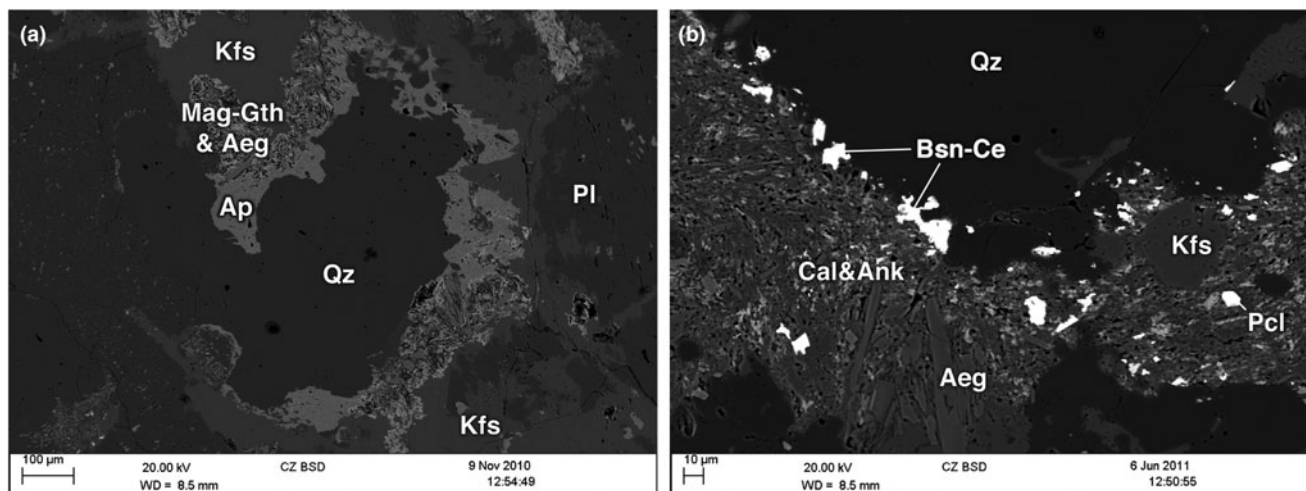 (a)
Kfs
Mag-Gth
& Aeg
Ap
Pl
Qz
Kfs
100 µm
20.00 kV
WD = 8.5 mm
CZ BSD
9 Nov 2010
12:54:49
(b)
Qz
Bsn-Ce
Kfs
Cal&Ank
Pcl
Aeg
10 µm
20.00 kV
WD = 8.5 mm
CZ BSD
6 Jun 2011
12:50:55